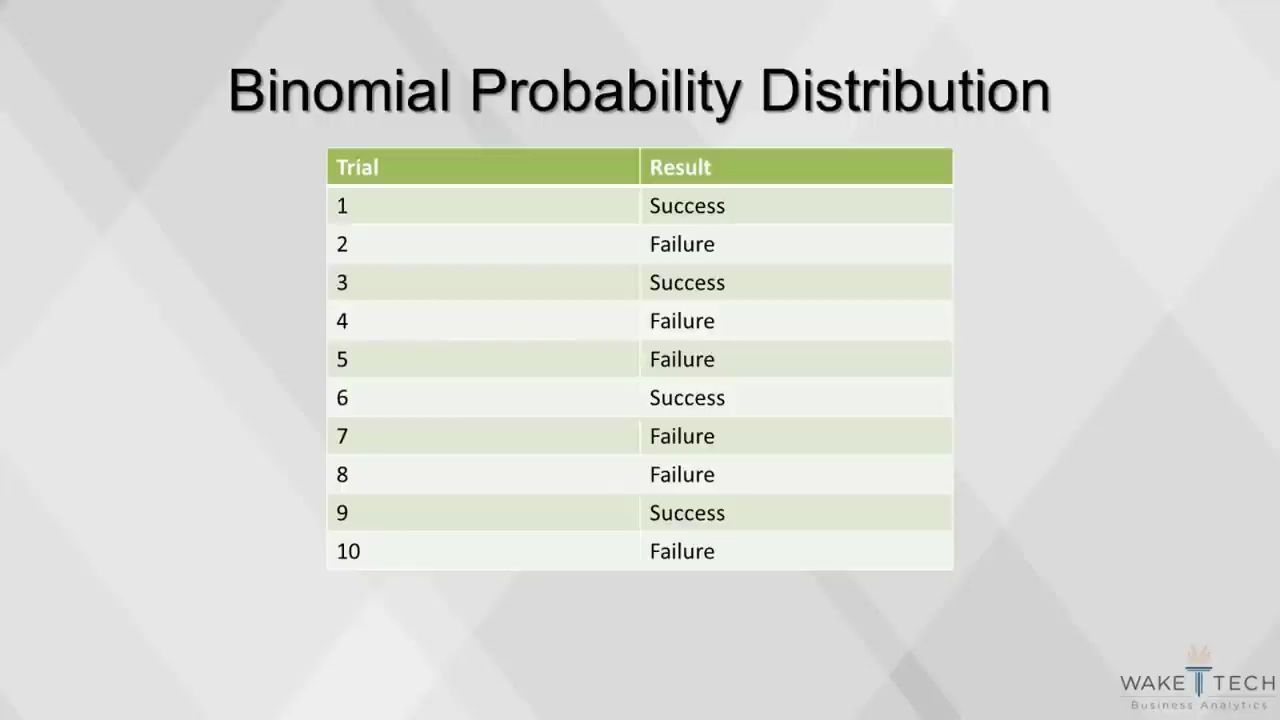 Binomial Probability Distribution
Trial Result
1 Success
2 Failure
3 Success
4 Failure
5 Failure
6 Success
7 Failure
8 Failure
9 Success
10 Failure
WAKE TECH
Business Analytics